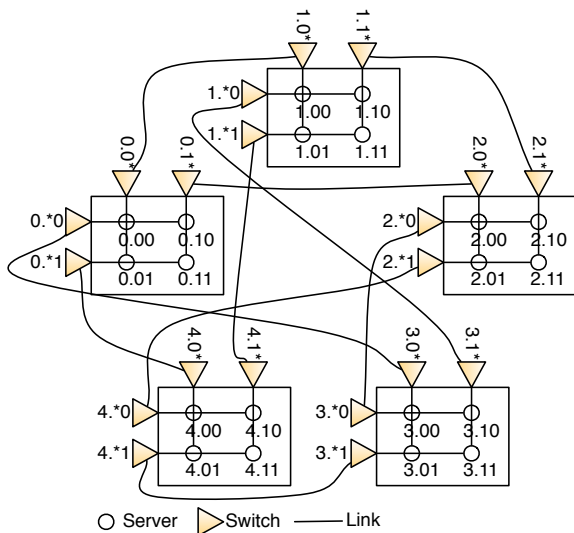 1.0* 1.1*
1.*0 1.00 1.10
1.*1 1.01 1.11
0.0* 0.1* 2.0* 2.1*
0.*0 0.00 0.10 2.*0 2.00 2.10
0.*1 0.01 0.11 2.*1 2.01 2.11
4.0* 4.1* 3.0* 3.1*
4.*0 4.00 4.10 3.*0 3.00 3.10
4.*1 4.01 4.11 3.*1 3.01 3.11
Server Switch Link